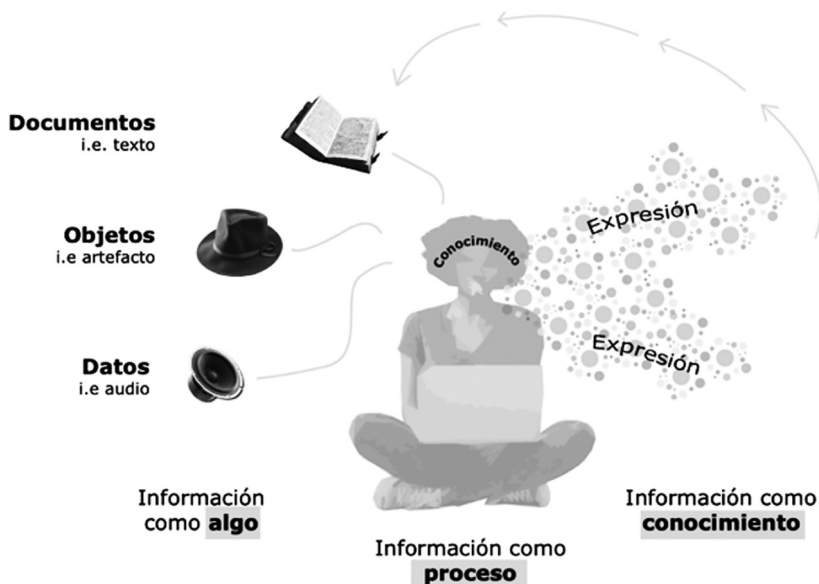 Documentos
i.e. texto
Objetos
i.e artefacto
Datos
i.e audio
Conocimiento
Expresión
Expresión
Información
como algo
Información como
proceso
Información como
conocimiento